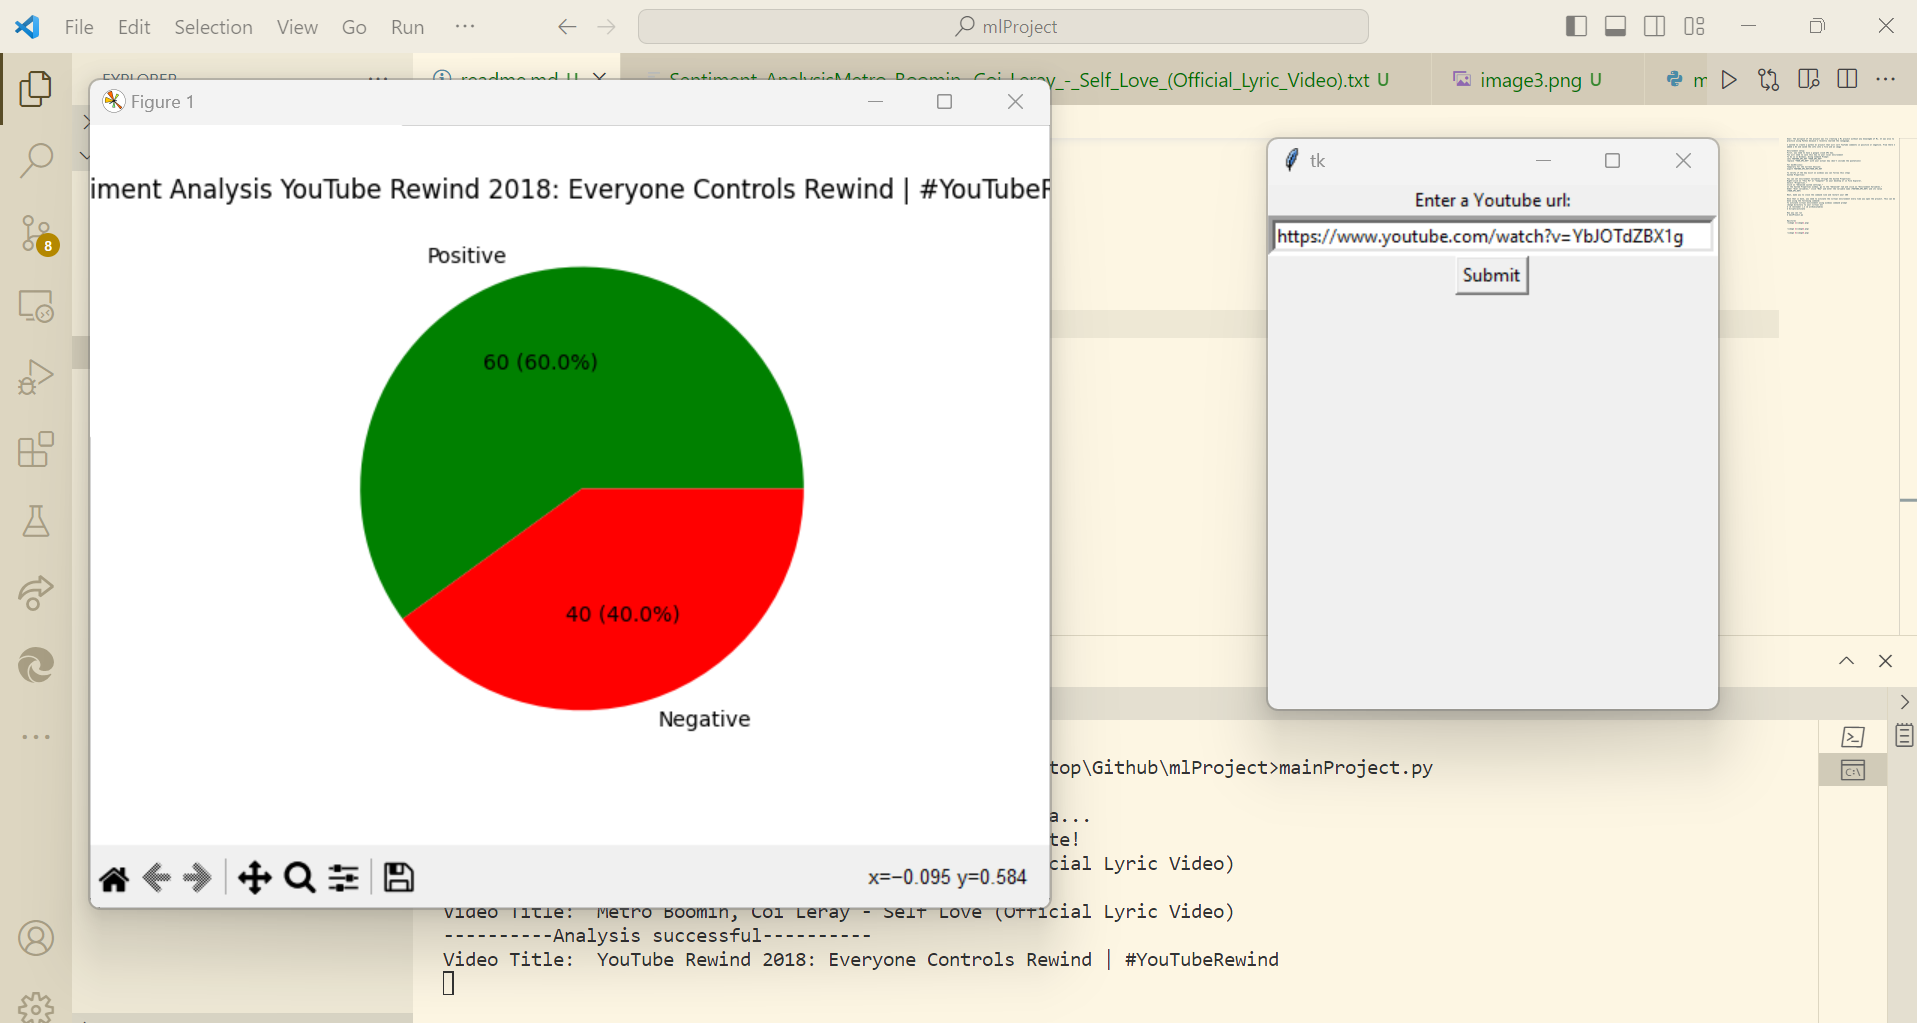 File Edit Selection View Go Run ···
mlProject
EXPLORER
readme.md U
Sentiment_AnalysisMetro_Boomin,_Coi_Leray_-_Self_Love_(Official_Lyric_Video).txt U
image3.png U
m
8
Figure 1
iment Analysis YouTube Rewind 2018: Everyone Controls Rewind | #YouTubeR
Positive
60 (60.0%)
40 (40.0%)
Negative
x=−0.095 y=0.584
tk
Enter a Youtube url:
https://www.youtube.com/watch?v=YbJOTdZBX1g
Submit
top\Github\mlProject>mainProject.py
a...
te!
cial Lyric Video)
Video Title:  Metro Boomin, Coi Leray - Self Love (Official Lyric Video)
----------Analysis successful----------
Video Title:  YouTube Rewind 2018: Everyone Controls Rewind | #YouTubeRewind